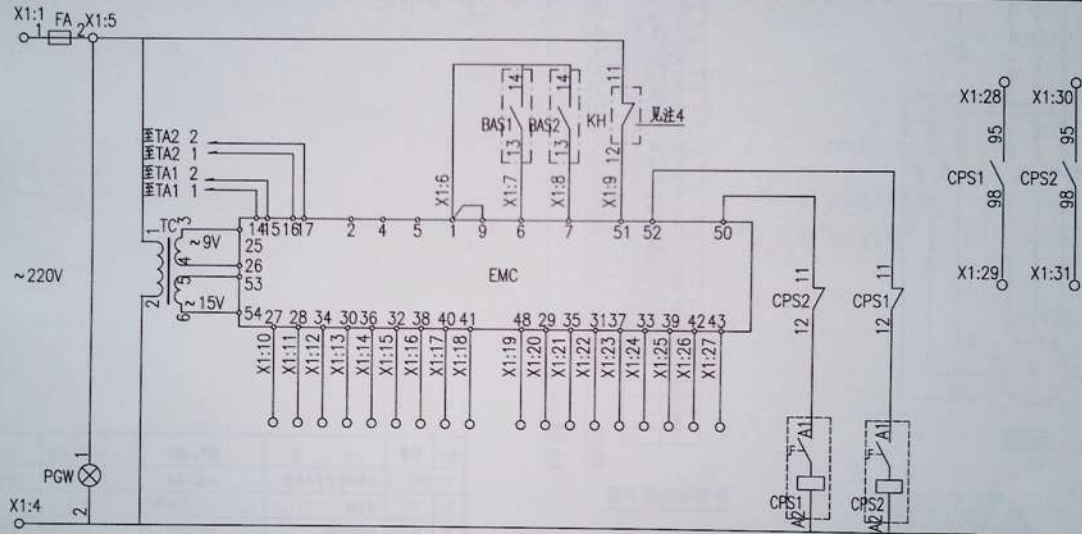 X1:1 FA X1:5
1 2
14 14 11
X1:28 X1:30
BAS1 BAS2 KH 见注4
95 95
至TA2 2
至TA2 1
至TA1 2
至TA1 1
13 13 12
CPS1 CPS2
98 98
X1:6 X1:7 X1:8 X1:9
X1:29 X1:31
TC
1 3
14 15 16 17 2 4 5 1 9 6 7 51 52 50
~9V 25
4 26
EMC
~220V
5 53
2 ~15V
6 54
11 11
CPS2 CPS1
12 12
27 28 34 30 36 32 38 40 41 48 29 35 31 37 33 39 42 43
X1:10 X1:11 X1:12 X1:13 X1:14 X1:15 X1:16 X1:17 X1:18 X1:19 X1:20 X1:21 X1:22 X1:23 X1:24 X1:25 X1:26 X1:27
A1 A1
1
PGW
CPS1 CPS2
2
A2 A2
X1:4